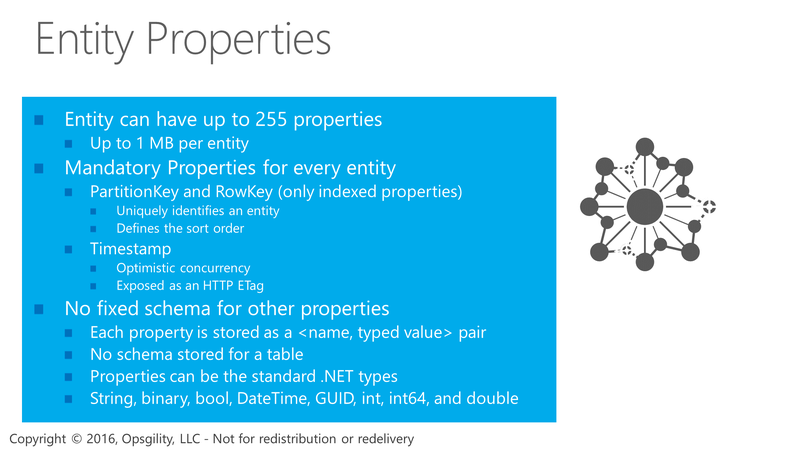 Entity Properties
Entity can have up to 255 properties
Up to 1 MB per entity
Mandatory Properties for every entity
PartitionKey and RowKey (only indexed properties)
Uniquely identifies an entity
Defines the sort order
Timestamp
Optimistic concurrency
Exposed as an HTTP ETag
No fixed schema for other properties
Each property is stored as a <name, typed value> pair
No schema stored for a table
Properties can be the standard .NET types
String, binary, bool, DateTime, GUID, int, int64, and double
Copyright © 2016, Opsgility, LLC - Not for redistribution or redelivery